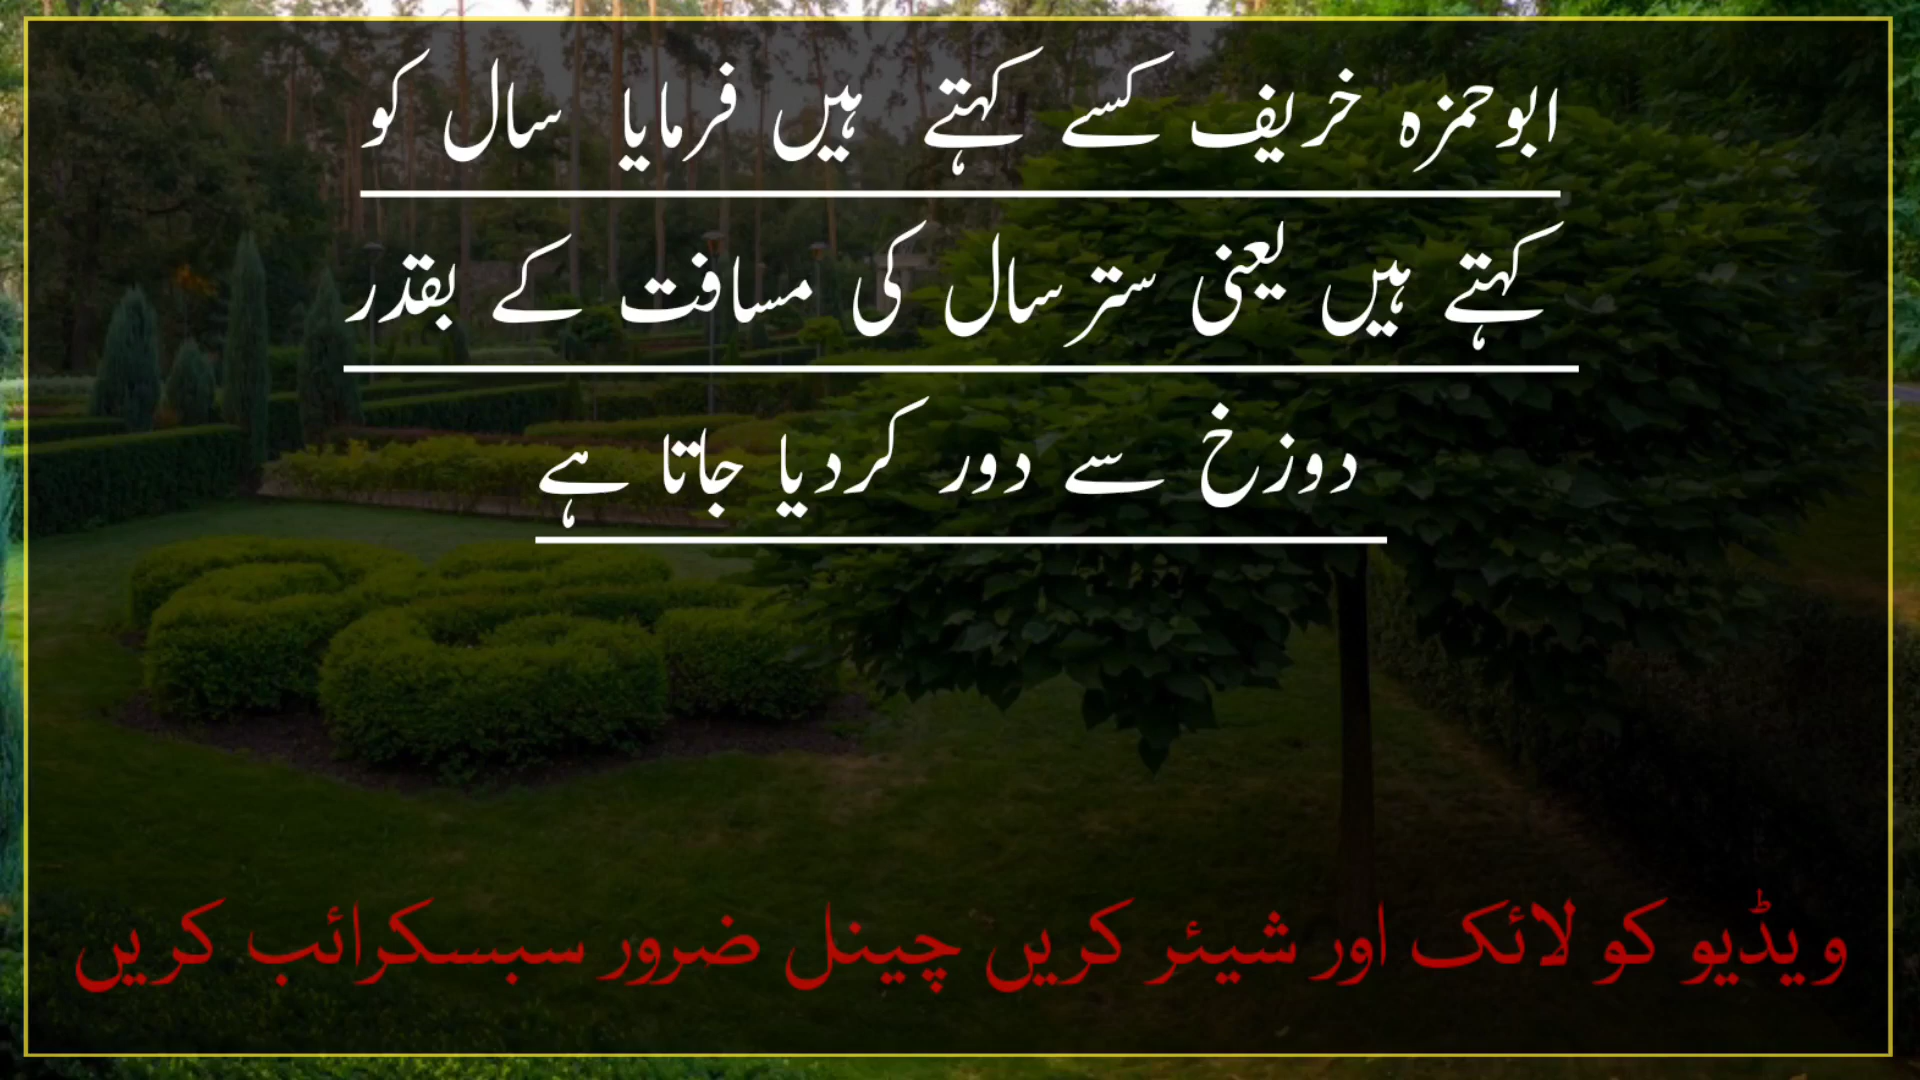 ابوحمزہ خریف کسے کہتے ہیں فرمایا سال کو
کہتے ہیں یعنی ستر سال کی مسافت کے بقدر
دوزخ سے دور کردیا جاتا ہے
ویڈیو کو لائک اور شیئر کریں چینل ضرور سبسکرائب کریں